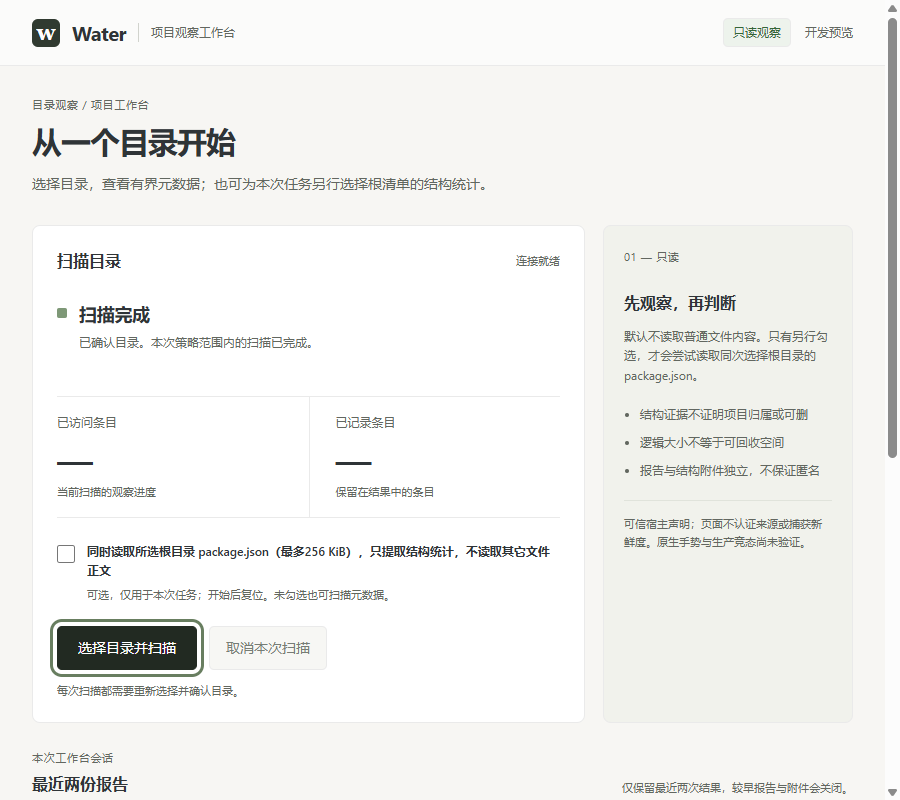 W Water 项目观察工作台 只读观察 开发预览
目录观察 / 项目工作台
从一个目录开始
选择目录，查看有界元数据；也可为本次任务另行选择根清单的结构统计。
扫描目录 连接就绪
扫描完成
已确认目录。本次策略范围内的扫描已完成。
已访问条目
—
当前扫描的观察进度
已记录条目
—
保留在结果中的条目
同时读取所选根目录 package.json（最多256 KiB），只提取结构统计，不读取其它文件
正文
可选，仅用于本次任务；开始后复位。未勾选也可扫描元数据。
选择目录并扫描 取消本次扫描
每次扫描都需要重新选择并确认目录。
01 — 只读
先观察，再判断
默认不读取普通文件内容。只有另行勾
选，才会尝试读取同次选择根目录的
package.json。
• 结构证据不证明项目归属或可删
• 逻辑大小不等于可回收空间
• 报告与结构附件独立，不保证匿名
可信宿主声明；页面不认证来源或捕获新
鲜度。原生手势与生产竞态尚未验证。
本次工作台会话
最近两份报告
仅保留最近两次结果，较早报告与附件会关闭。